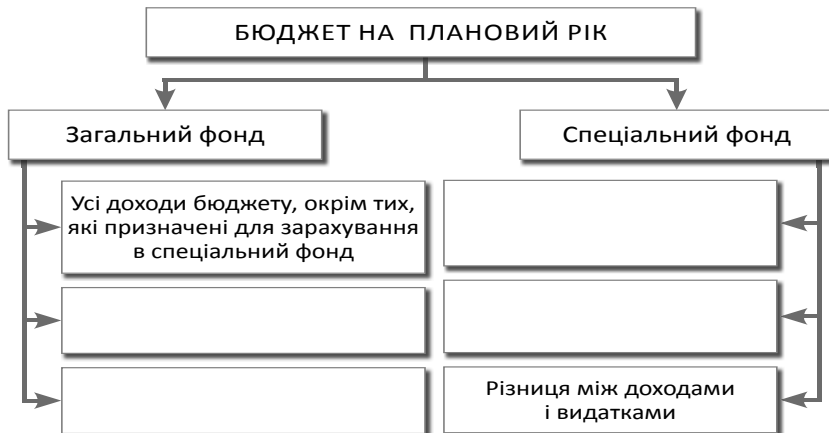 БЮДЖЕТ НА ПЛАНОВИЙ РІК
Загальний фонд
Спеціальний фонд
Усі доходи бюджету, окрім тих,
які призначені для зарахування
в спеціальний фонд
Різниця між доходами
і видатками